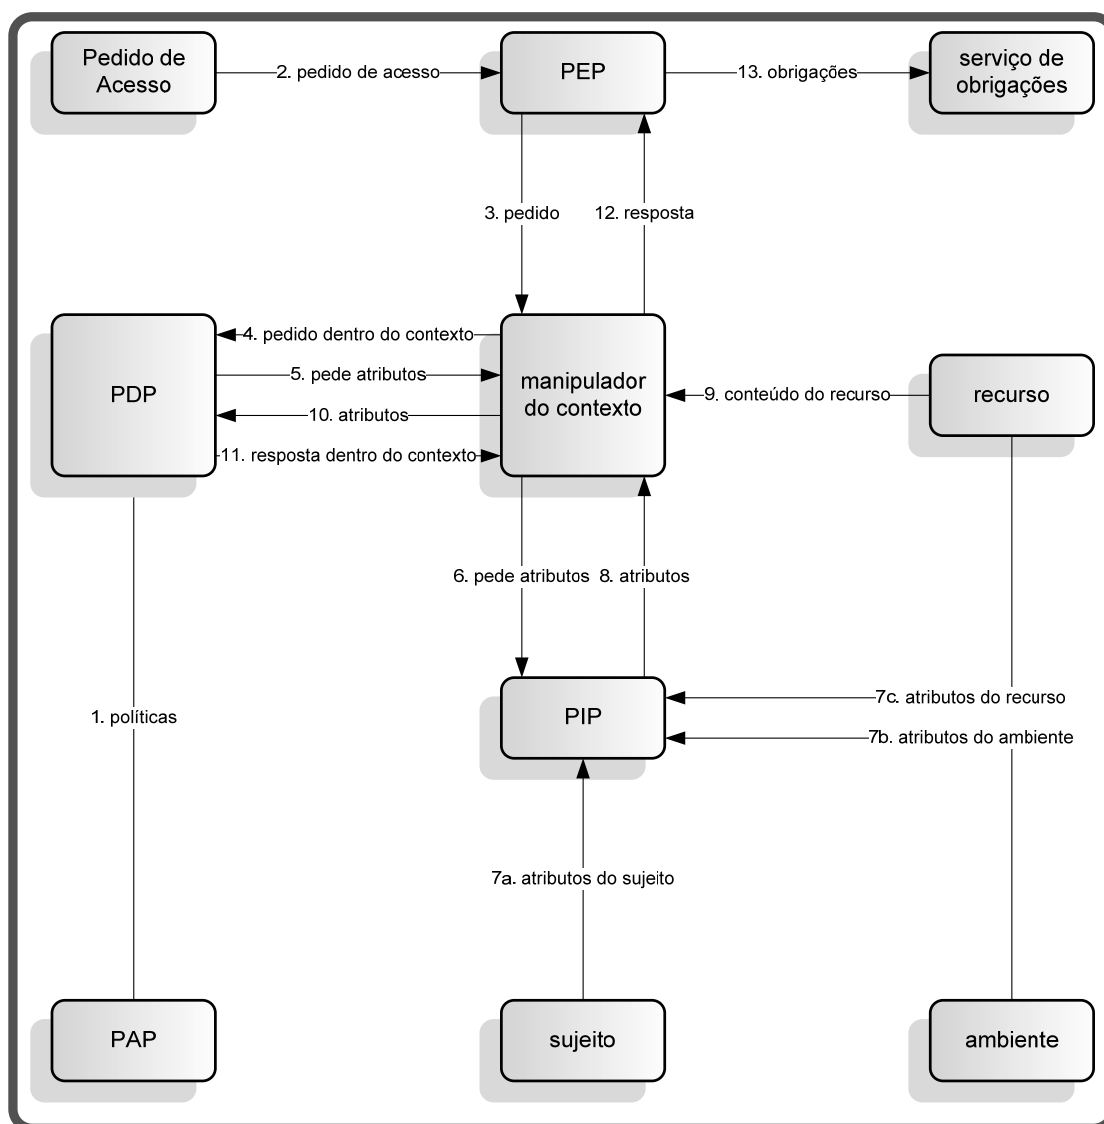 Pedido de
Acesso
2. pedido de acesso
PEP
13. obrigações
serviço de
obrigações
3. pedido
12. resposta
PDP
4. pedido dentro do contexto
5. pede atributos
10. atributos
11. resposta dentro do contexto
manipulador
do contexto
9. conteúdo do recurso
recurso
6. pede atributos
8. atributos
1. políticas
PIP
7c. atributos do recurso
7b. atributos do ambiente
7a. atributos do sujeito
PAP
sujeito
ambiente